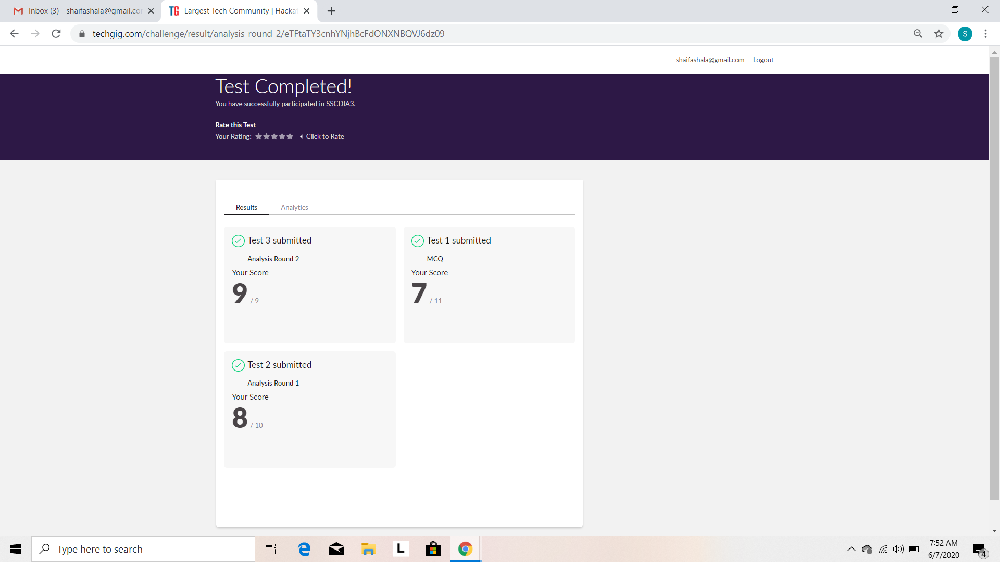 Inbox (3) - shaifashala@gmail.co
TG Largest Tech Community | Hacka
techgig.com/challenge/result/analysis-round-2/eTFtaTY3cnhYNjhBcFdONXNBQVJ6dz09
S
shaifashala@gmail.com Logout
Test Completed!
You have successfully participated in SSCDIA3.
Rate this Test
Your Rating: Click to Rate
Results Analytics
Test 3 submitted
Analysis Round 2
Your Score
9 / 9
Test 1 submitted
MCQ
Your Score
7 / 11
Test 2 submitted
Analysis Round 1
Your Score
8 / 10
Type here to search
L
7:52 AM
6/7/2020
4